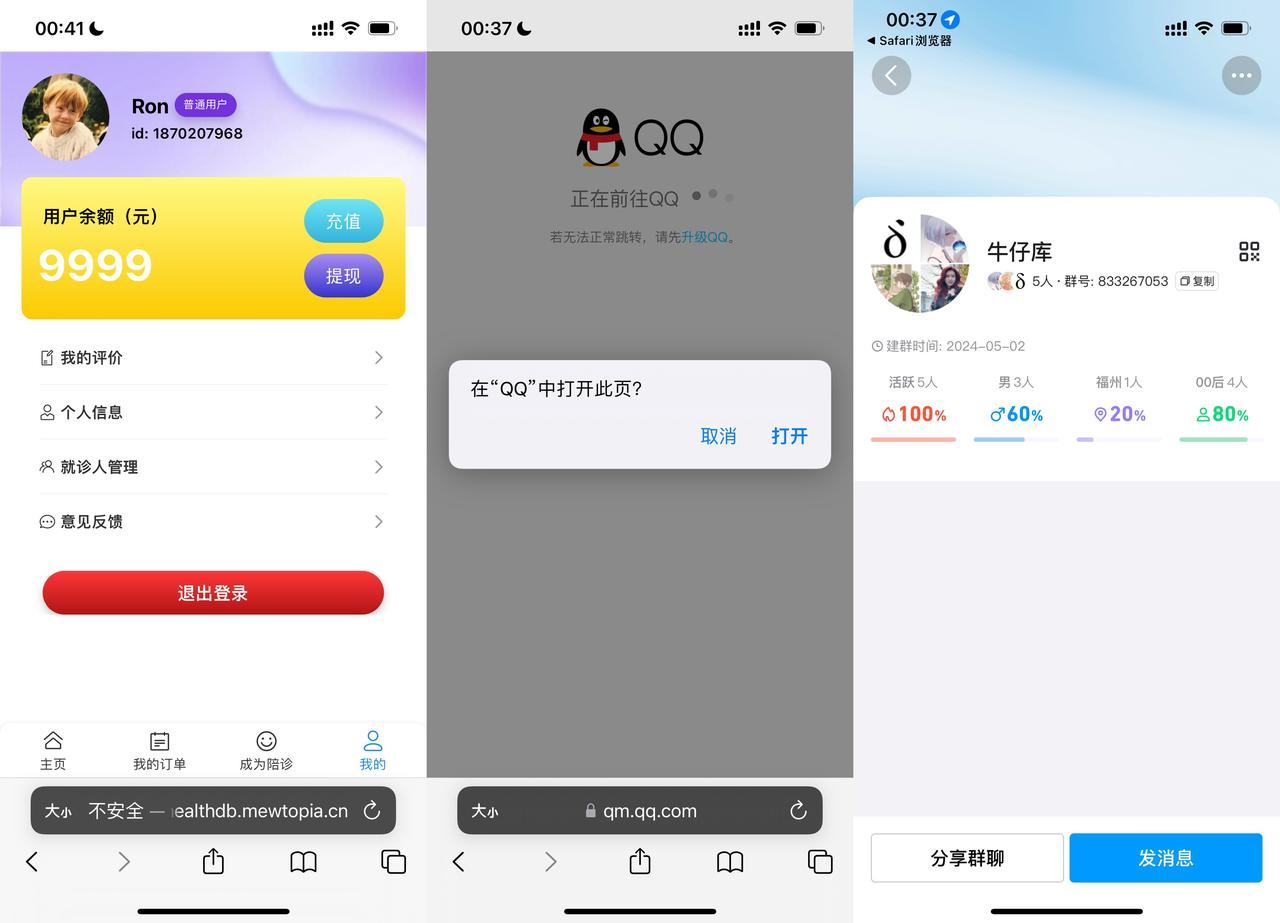 00:41
Ron 普通用户
id: 1870207968
用户余额（元）
9999
充值
提现
我的评价
个人信息
就诊人管理
意见反馈
退出登录
主页
我的订单
成为陪诊
我的
大小 不安全 — ealthdb.mewtopia.cn
00:37
QQ
正在前往QQ
若无法正常跳转，请先升级QQ。
在“QQ”中打开此页?
取消
打开
大小 qm.qq.com
00:37
Safari浏览器
牛仔库
5人 · 群号: 833267053 复制
建群时间: 2024-05-02
活跃 5人
男 3人
福州 1人
00后 4人
100%
60%
20%
80%
分享群聊
发消息